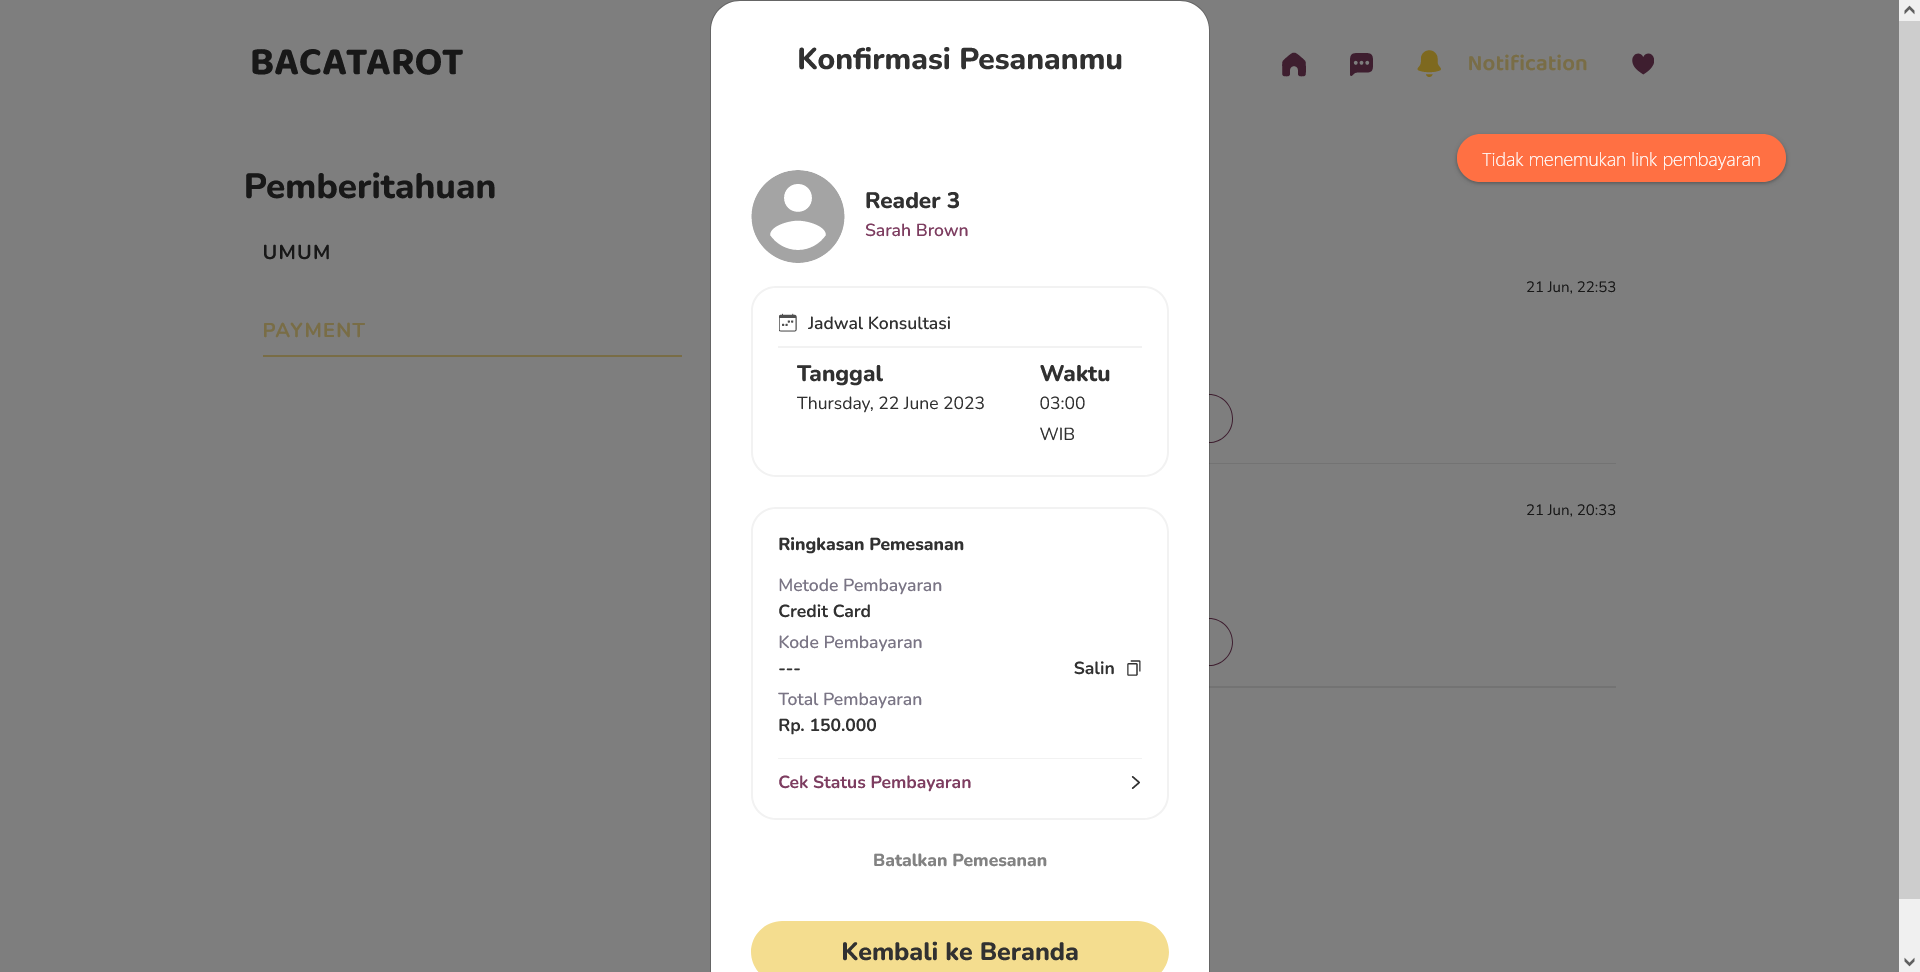 BACATAROT
Notification
Pemberitahuan
UMUM
PAYMENT
Konfirmasi Pesananmu
Reader 3
Sarah Brown
Jadwal Konsultasi
Tanggal
Thursday, 22 June 2023
Waktu
03:00
WIB
Ringkasan Pemesanan
Metode Pembayaran
Credit Card
Kode Pembayaran
---
Salin
Total Pembayaran
Rp. 150.000
Cek Status Pembayaran
Batalkan Pemesanan
Kembali ke Beranda
Tidak menemukan link pembayaran
21 Jun, 22:53
21 Jun, 20:33